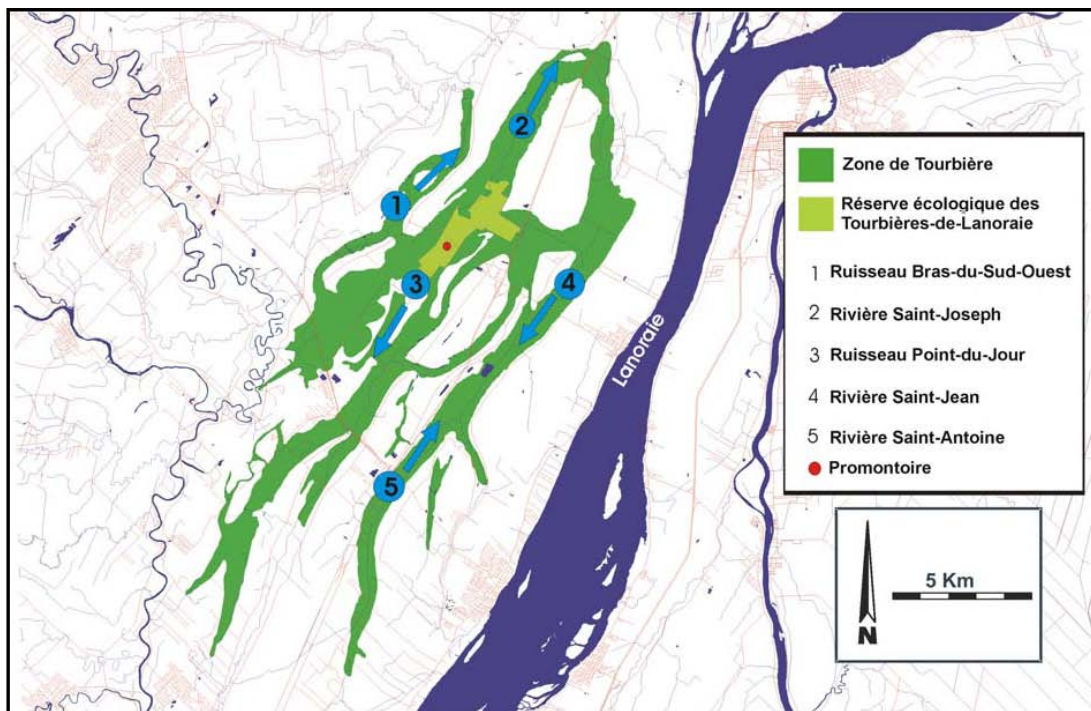 1
2
3
4
5
Lanoraie
Zone de Tourbière
Réserve écologique des
Tourbières-de-Lanoraie
1 Ruisseau Bras-du-Sud-Ouest
2 Rivière Saint-Joseph
3 Ruisseau Point-du-Jour
4 Rivière Saint-Jean
5 Rivière Saint-Antoine
Promontoire
N
5 Km